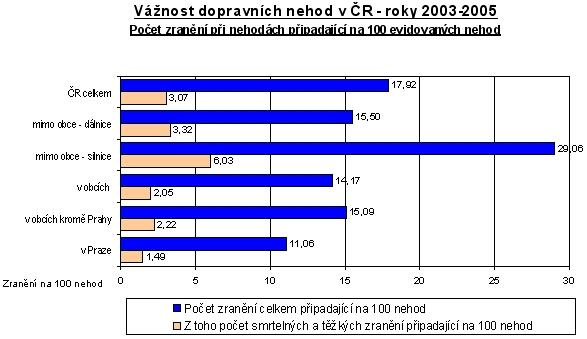 Vážnost dopravních nehod v ČR - roky 2003-2005
Počet zranění při nehodách připadající na 100 evidovaných nehod
ČR celkem
17,92
3,07
mimo obce - dálnice
15,50
3,32
mimo obce - silnice
29,06
6,03
v obcích
14,17
2,05
v obcích kromě Prahy
15,09
2,22
v Praze
11,06
1,49
0 5 10 15 20 25 30
Zranění na 100 nehod
Počet zranění celkem připadající na 100 nehod
Z toho počet smrtelných a těžkých zranění připadající na 100 nehod